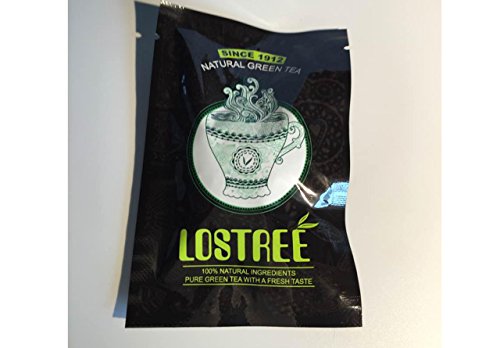 SINCE 1912
NATURAL GREEN TEA
LOSTREE
100% NATURAL INGREDIENTS
PURE GREEN TEA WITH A FRESH TASTE